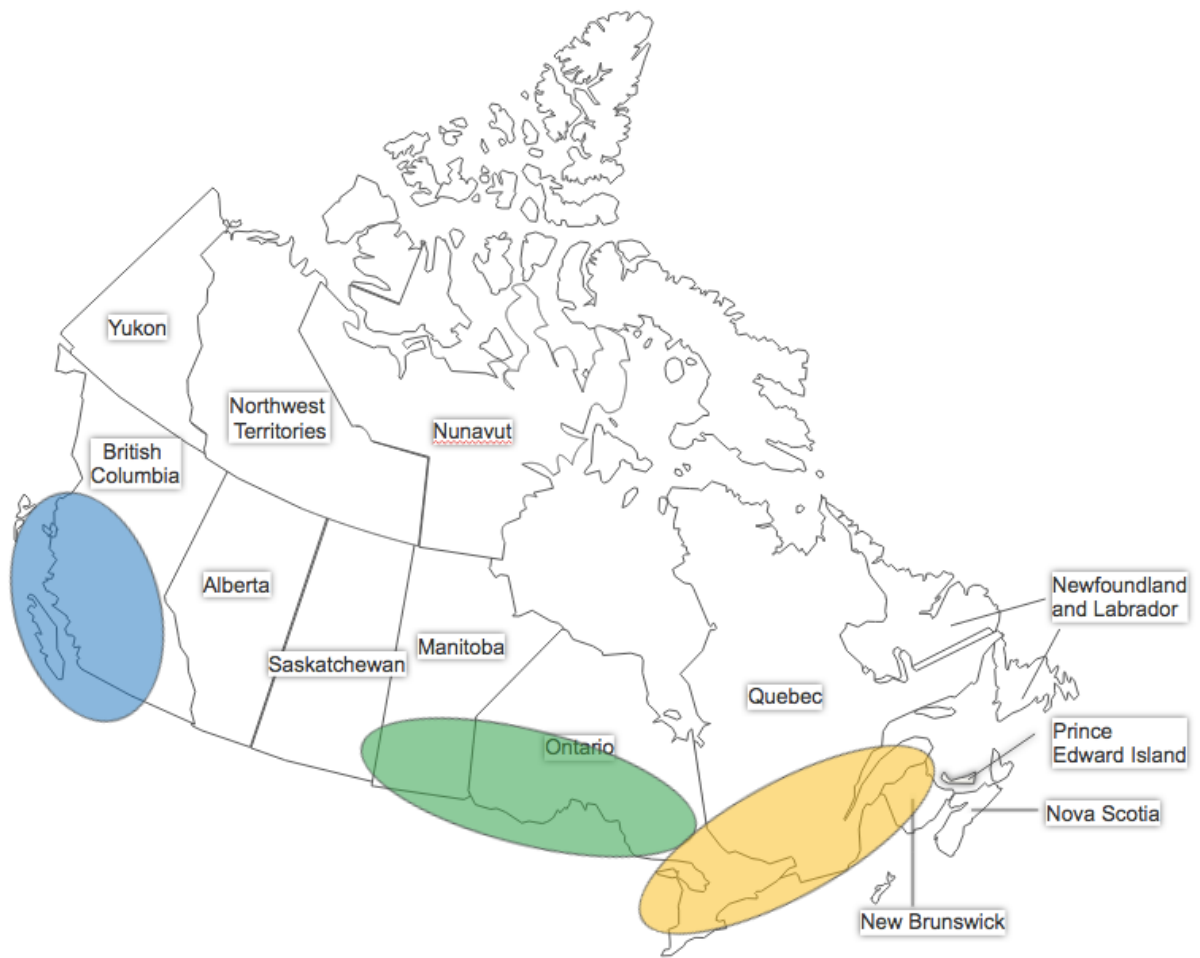 Yukon
Northwest
Territories
Nunavut
British
Columbia
Alberta
Saskatchewan
Manitoba
Ontario
Quebec
Newfoundland
and Labrador
Prince
Edward Island
Nova Scotia
New Brunswick